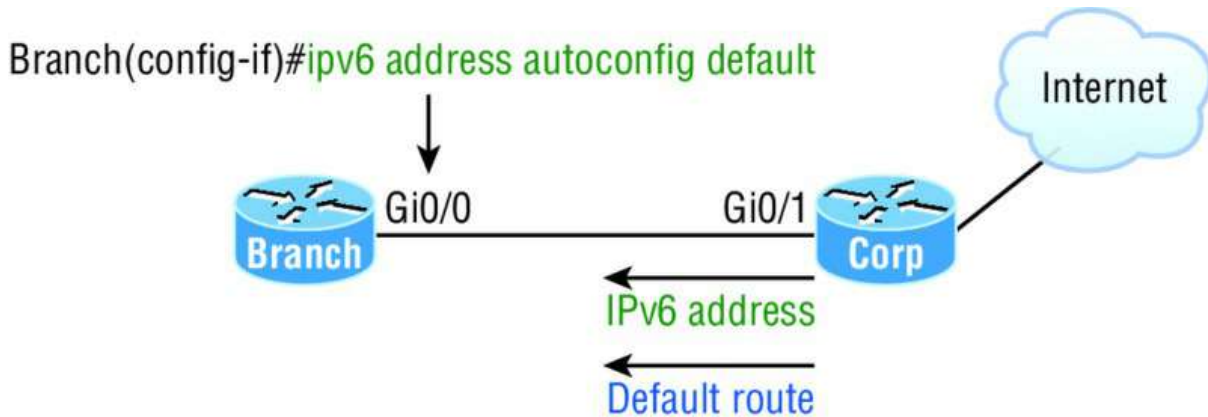 Branch(config-if)#ipv6 address autoconfig default
Internet
Gi0/0
Gi0/1
Branch
Corp
IPv6 address
Default route